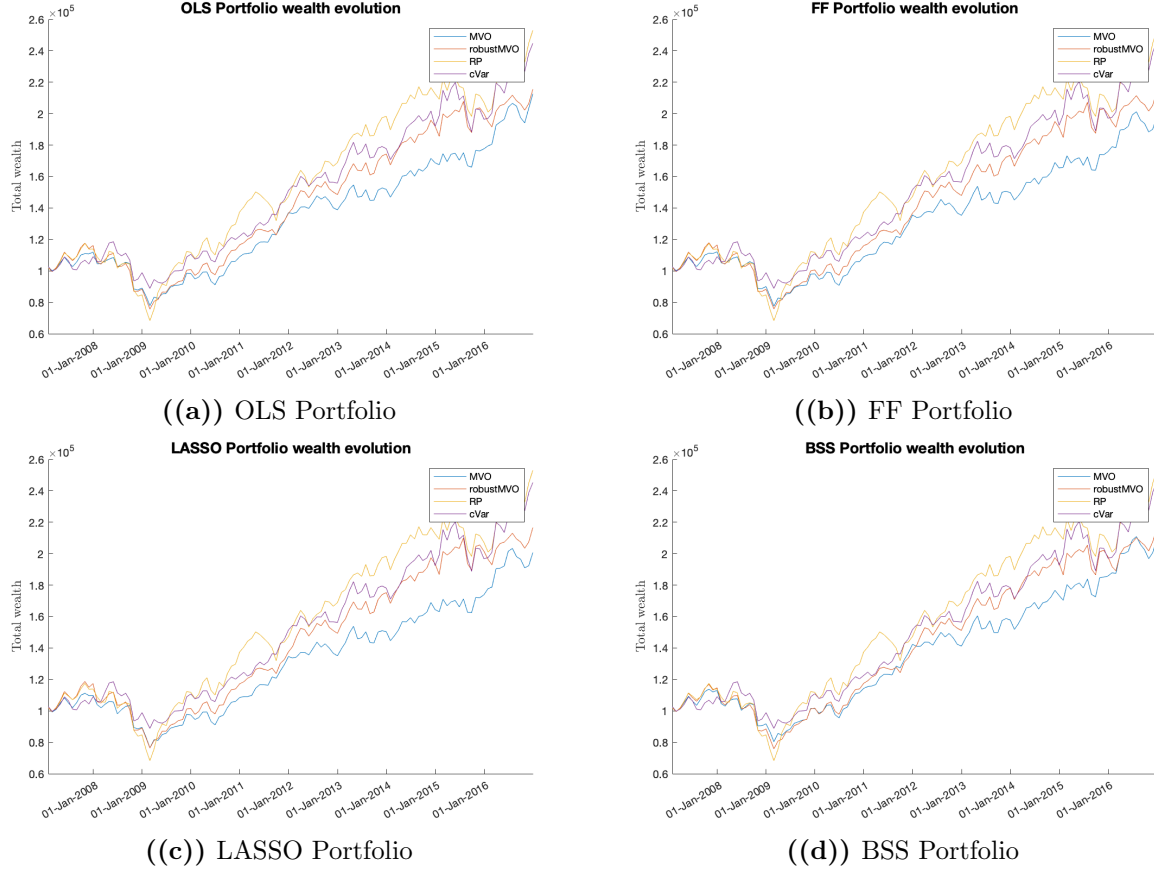 OLS Portfolio wealth evolution
×10^5
2.6
2.4
2.2
2
1.8
1.6
1.4
1.2
1
0.8
0.6
Total wealth
MVO
robustMVO
RP
cVar
01-Jan-2008
01-Jan-2009
01-Jan-2010
01-Jan-2011
01-Jan-2012
01-Jan-2013
01-Jan-2014
01-Jan-2015
01-Jan-2016
((a)) OLS Portfolio
FF Portfolio wealth evolution
×10^5
2.6
2.4
2.2
2
1.8
1.6
1.4
1.2
1
0.8
0.6
Total wealth
MVO
robustMVO
RP
cVar
01-Jan-2008
01-Jan-2009
01-Jan-2010
01-Jan-2011
01-Jan-2012
01-Jan-2013
01-Jan-2014
01-Jan-2015
01-Jan-2016
((b)) FF Portfolio
LASSO Portfolio wealth evolution
×10^5
2.6
2.4
2.2
2
1.8
1.6
1.4
1.2
1
0.8
0.6
Total wealth
MVO
robustMVO
RP
cVar
01-Jan-2008
01-Jan-2009
01-Jan-2010
01-Jan-2011
01-Jan-2012
01-Jan-2013
01-Jan-2014
01-Jan-2015
01-Jan-2016
((c)) LASSO Portfolio
BSS Portfolio wealth evolution
×10^5
2.6
2.4
2.2
2
1.8
1.6
1.4
1.2
1
0.8
0.6
Total wealth
MVO
robustMVO
RP
cVar
01-Jan-2008
01-Jan-2009
01-Jan-2010
01-Jan-2011
01-Jan-2012
01-Jan-2013
01-Jan-2014
01-Jan-2015
01-Jan-2016
((d)) BSS Portfolio